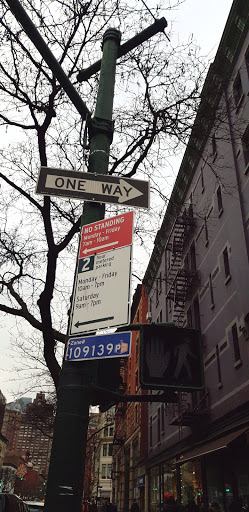 ONE WAY
NO STANDING
Monday - Friday
7am - 10am
2
hour
metered
parking
Monday - Friday
10am - 7pm
Saturday
9am - 7pm
Zone#
109139